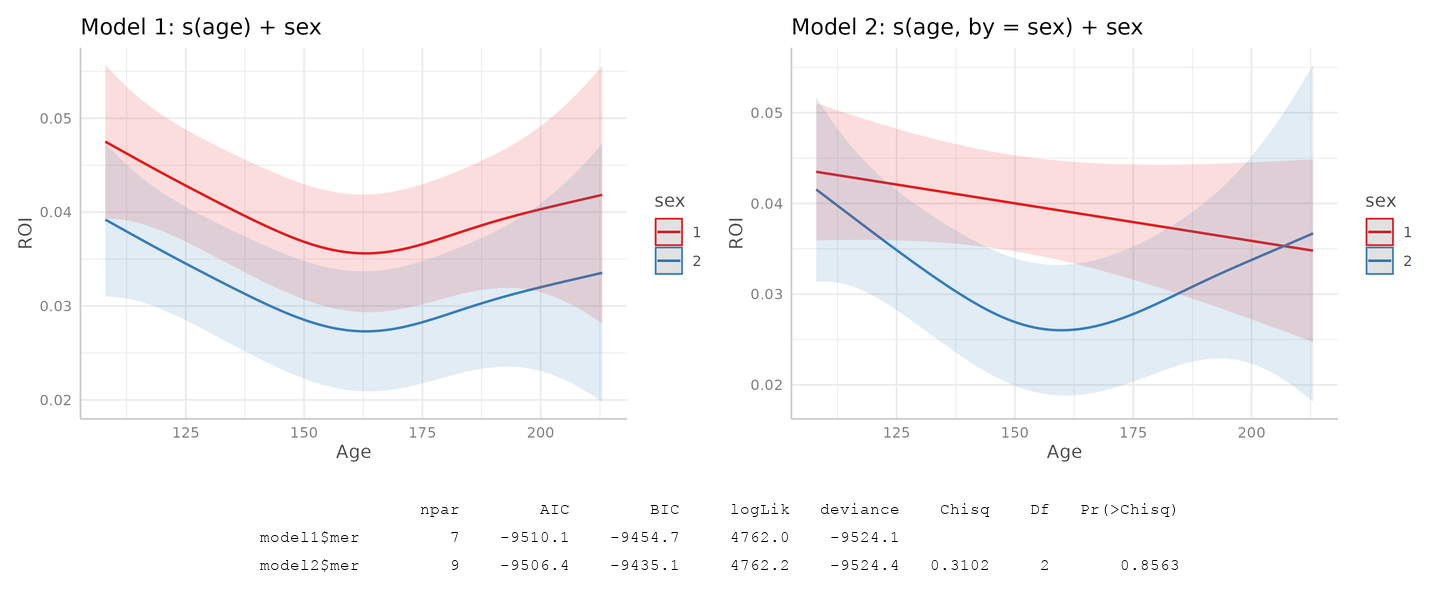 Model 1: s(age) + sex
0.05
0.04
0.03
0.02
ROI
125 150 175 200
Age
sex
1
2
Model 2: s(age, by = sex) + sex
0.05
0.04
0.03
0.02
ROI
125 150 175 200
Age
sex
1
2
npar AIC BIC logLik deviance Chisq Df Pr(>Chisq)
model1$mer 7 -9510.1 -9454.7 4762.0 -9524.1
model2$mer 9 -9506.4 -9435.1 4762.2 -9524.4 0.3102 2 0.8563